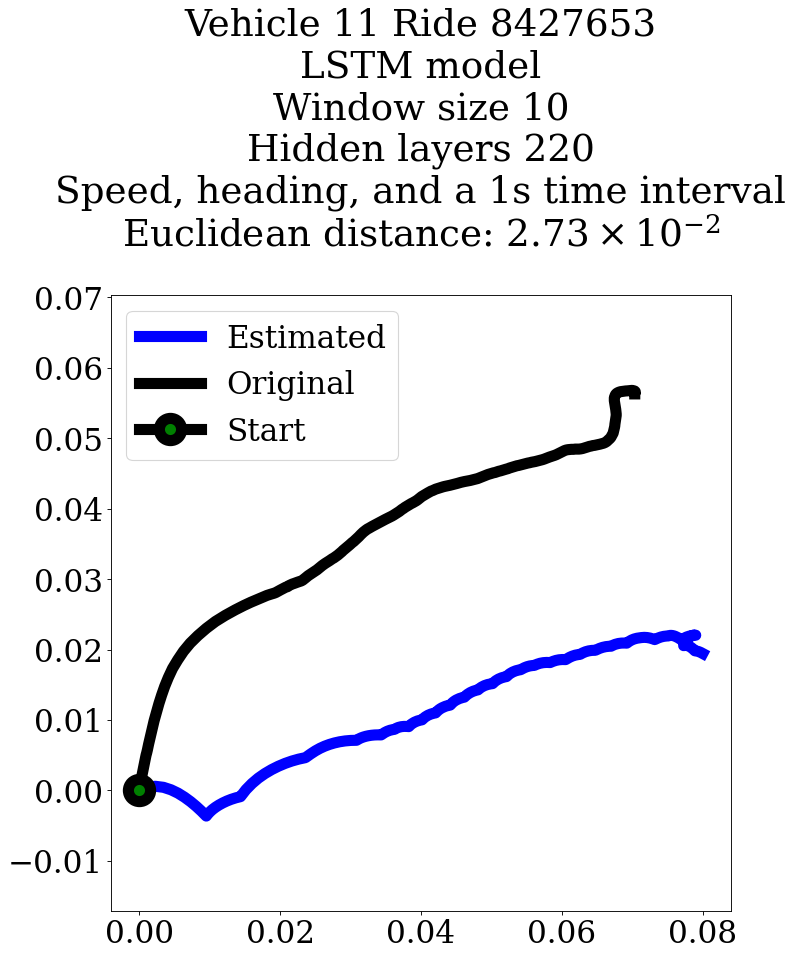 Vehicle 11 Ride 8427653
LSTM model
Window size 10
Hidden layers 220
Speed, heading, and a 1s time interval
Euclidean distance: 2.73 × 10⁻²
0.07
0.06
0.05
0.04
0.03
0.02
0.01
0.00
−0.01
Estimated
Original
Start
0.00 0.02 0.04 0.06 0.08